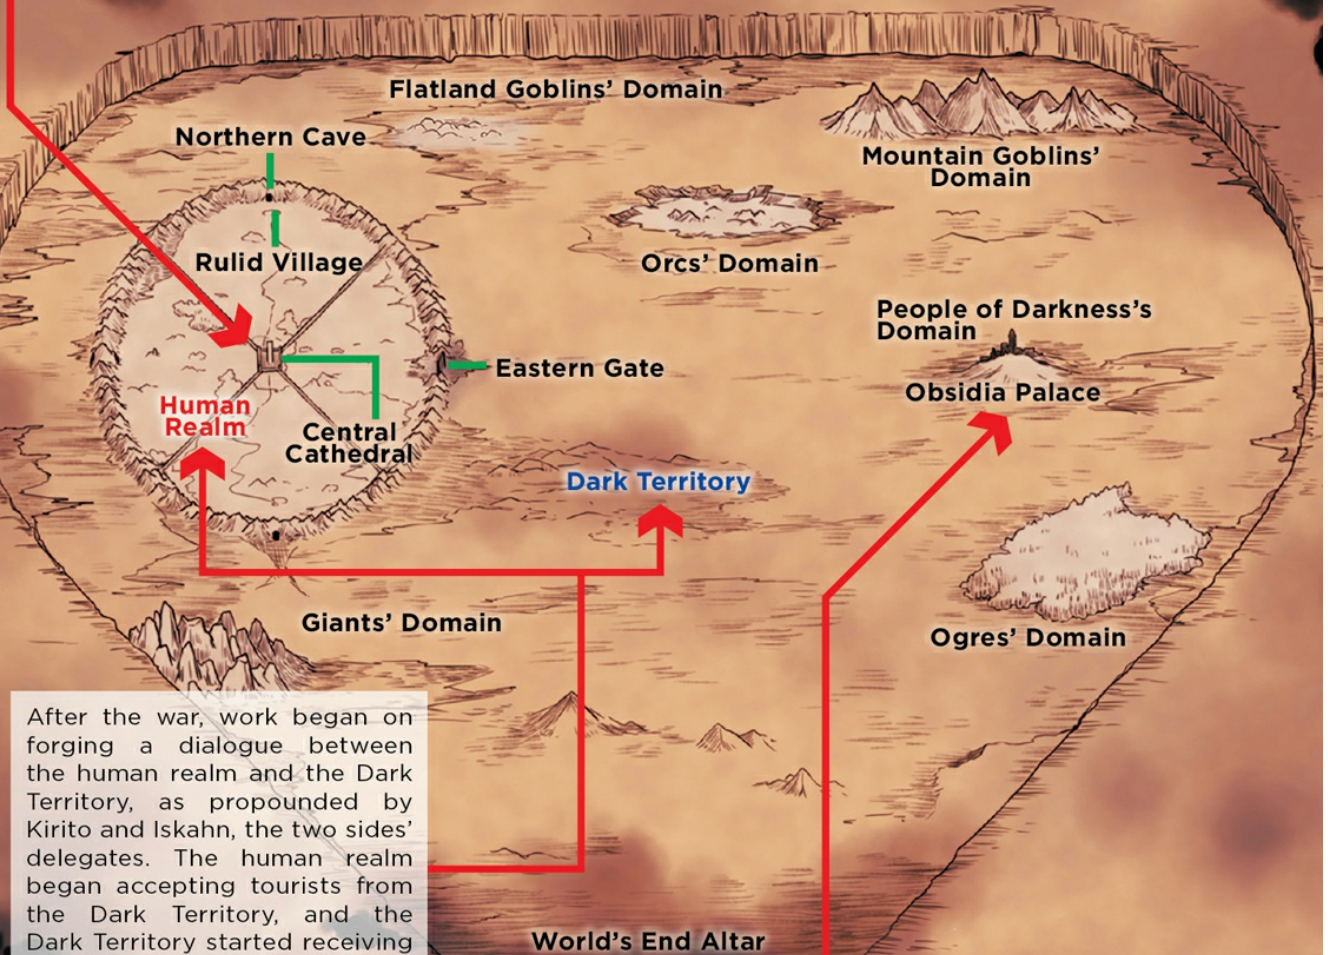 Flatland Goblins' Domain
Northern Cave
Mountain Goblins'
Domain
Rulid Village
Orcs' Domain
People of Darkness's
Domain
Eastern Gate
Obsidia Palace
Human
Realm
Central
Cathedral
Dark Territory
Giants' Domain
Ogres' Domain
After the war, work began on
forging a dialogue between
the human realm and the Dark
Territory, as propounded by
Kirito and Iskahn, the two sides'
delegates. The human realm
began accepting tourists from
the Dark Territory, and the
Dark Territory started receiving
World's End Altar